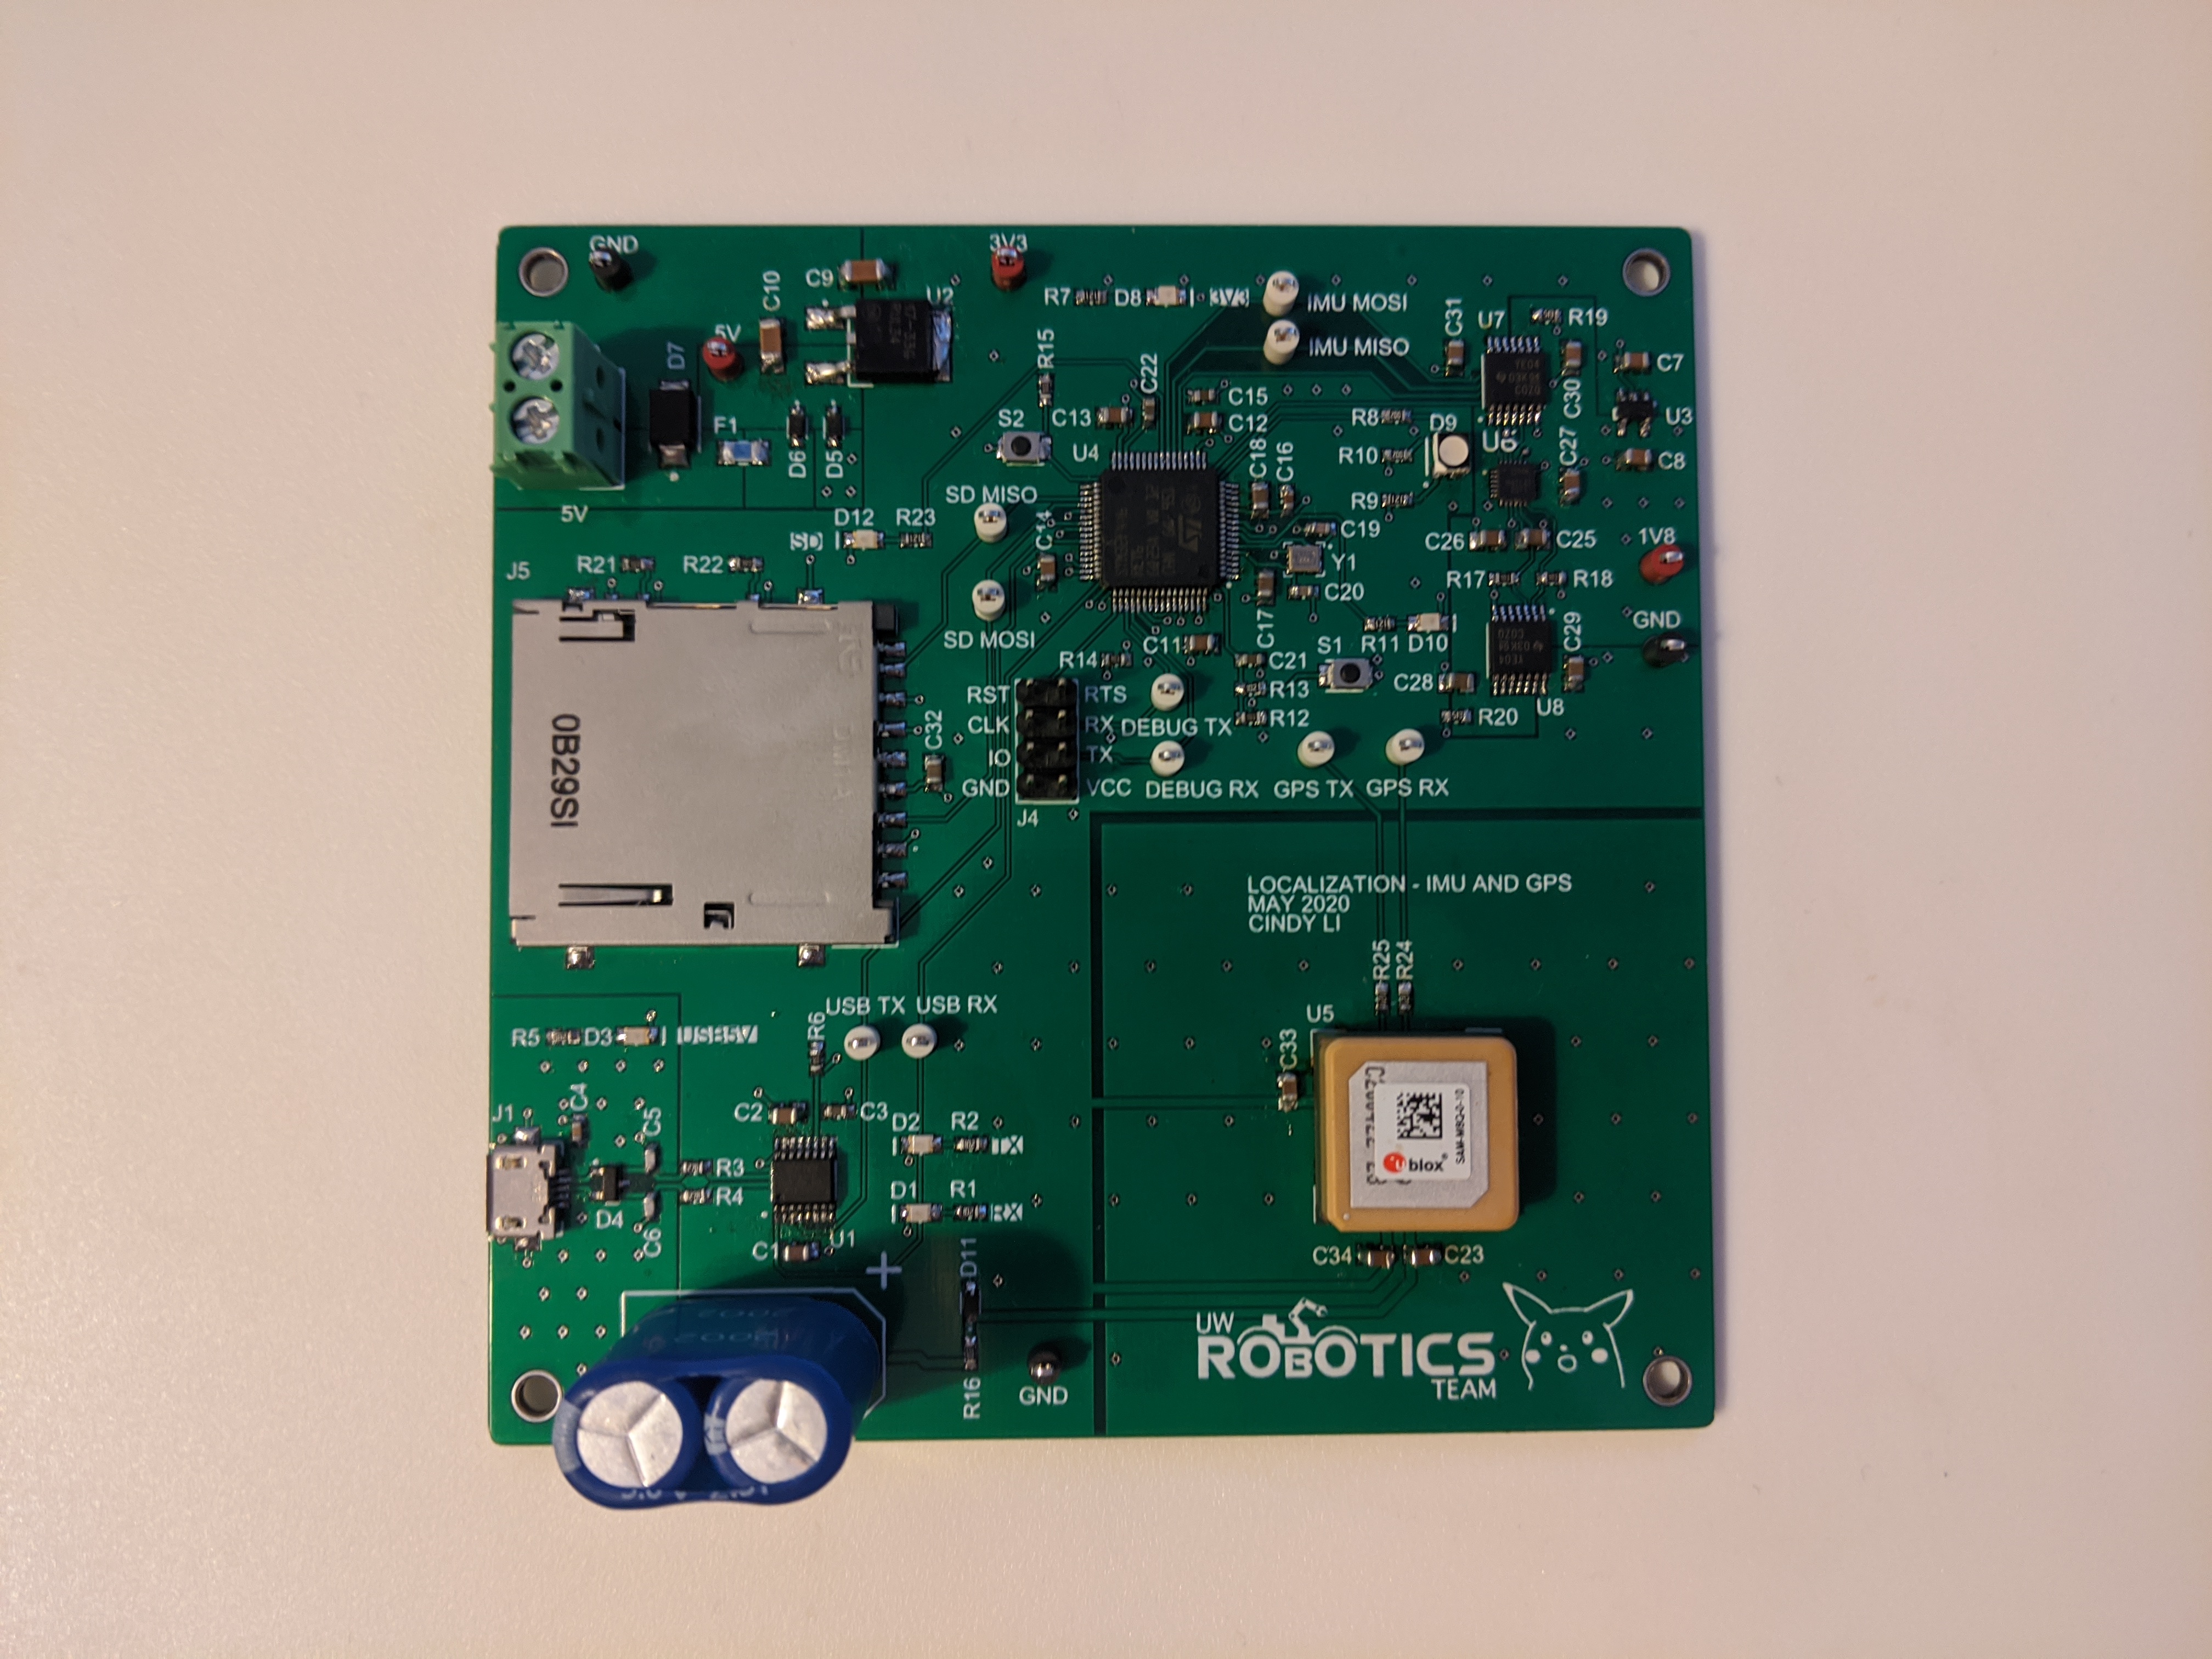 GND
3V3
C9
U2
C10
R7
D8
3V3
IMU MOSI
IMU MISO
C31
U7
R19
5V
D7
R15
C22
C15
C12
C13
S2
U4
C7
C30
U3
R8
D9
U6
C27
C8
F1
D6
D5
R10
R9
C18
C16
5V
SD MISO
D12
R23
SD
C14
C19
Y1
C20
C26
C25
1V8
J5
R21
R22
R17
R18
SD MOSI
C17
C11
R14
S1
R11
D10
C29
GND
C21
R13
R12
C28
R20
U8
RST
RTS
CLK
RX
IO
TX
GND
VCC
J4
C32
DEBUG TX
DEBUG RX
GPS TX
GPS RX
0B29SI
LOCALIZATION - IMU AND GPS
MAY 2020
CINDY LI
R25
R24
U5
C33
USB TX
USB RX
R6
R5
D3
USB5V
J1
C4
C5
C2
C3
D2
R2
TX
R3
R4
D4
C6
D1
R1
RX
C1
U1
+
D11
R16
GND
blox
SAM-M8Q-0-10
C34
C23
UW
ROBOTICS
TEAM